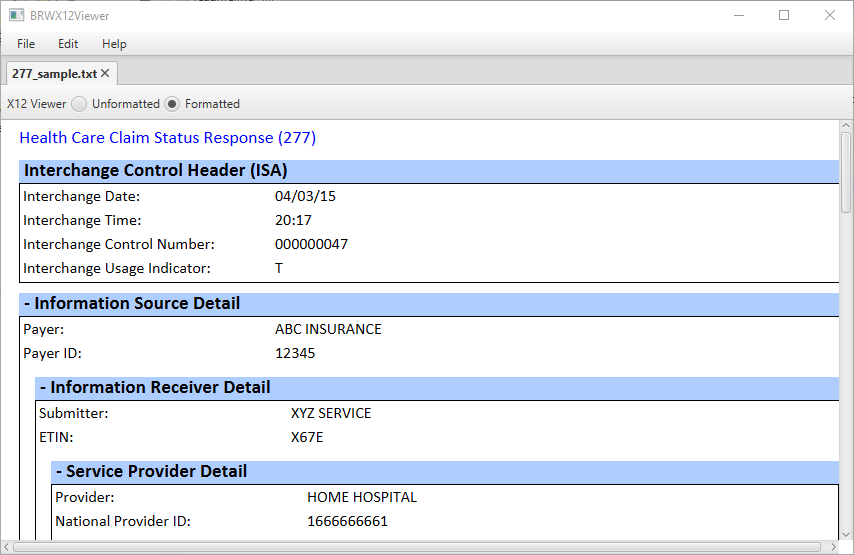 BRWX12Viewer
File Edit Help
277_sample.txt
X12 Viewer Unformatted Formatted
Health Care Claim Status Response (277)
Interchange Control Header (ISA)
Interchange Date: 04/03/15
Interchange Time: 20:17
Interchange Control Number: 000000047
Interchange Usage Indicator: T
- Information Source Detail
Payer: ABC INSURANCE
Payer ID: 12345
- Information Receiver Detail
Submitter: XYZ SERVICE
ETIN: X67E
- Service Provider Detail
Provider: HOME HOSPITAL
National Provider ID: 1666666661